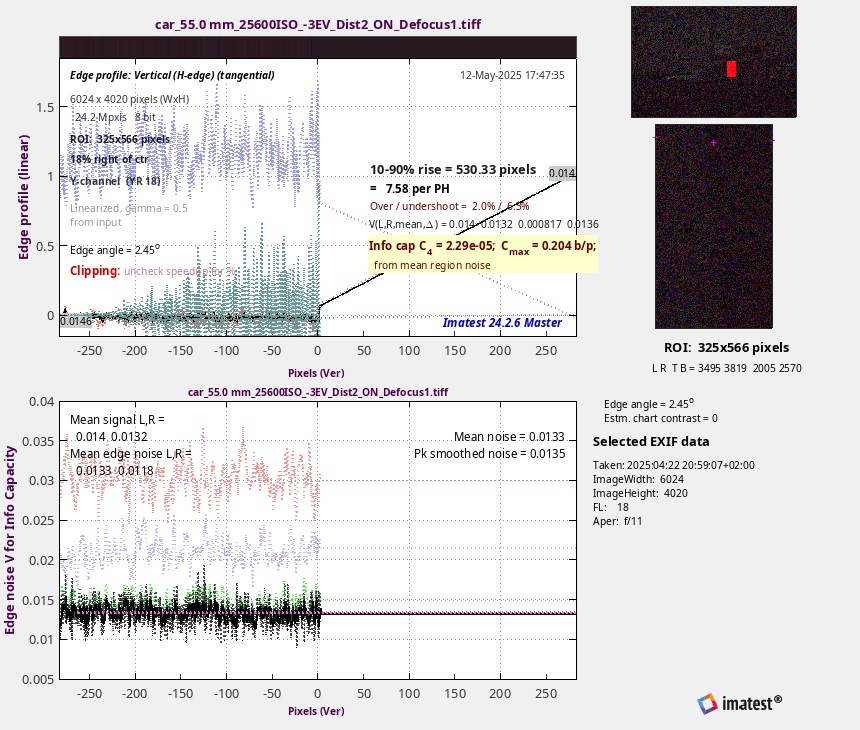 car_55.0 mm_25600ISO_-3EV_Dist2_ON_Defocus1.tiff
Edge profile: Vertical (H-edge) (tangential)
12-May-2025 17:47:35
6024 x 4020 pixels (WxH)
24.2 Mpxls 8 bit
ROI: 325x566 pixels
18% right of ctr
Y-channel (YR 18)
Linearized, gamma = 0.5
from input
Edge angle = 2.45°
Clipping: uncheck speedup for %
10-90% rise = 530.33 pixels
= 7.58 per PH
Over / undershoot = 2.0% / 6.3%
V(L,R,mean,Δ) = 0.014 0.0132 0.000817 0.0136
Info cap C4 = 2.29e-05; Cmax = 0.204 b/p;
from mean region noise
0.014
0.0146
Imatest 24.2.6 Master
Edge profile (linear)
1.5
1
0.5
0
-250 -200 -150 -100 -50 0 50 100 150 200 250
Pixels (Ver)
car_55.0 mm_25600ISO_-3EV_Dist2_ON_Defocus1.tiff
Mean signal L,R =
0.014 0.0132
Mean edge noise L,R =
0.0133 0.0118
Mean noise = 0.0133
Pk smoothed noise = 0.0135
Edge noise V for Info Capacity
0.04
0.035
0.03
0.025
0.02
0.015
0.01
0.005
-250 -200 -150 -100 -50 0 50 100 150 200 250
Pixels (Ver)
ROI: 325x566 pixels
L R T B = 3495 3819 2005 2570
Edge angle = 2.45°
Estm. chart contrast = 0
Selected EXIF data
Taken: 2025:04:22 20:59:07+02:00
ImageWidth: 6024
ImageHeight: 4020
FL: 18
Aper: f/11
imatest®